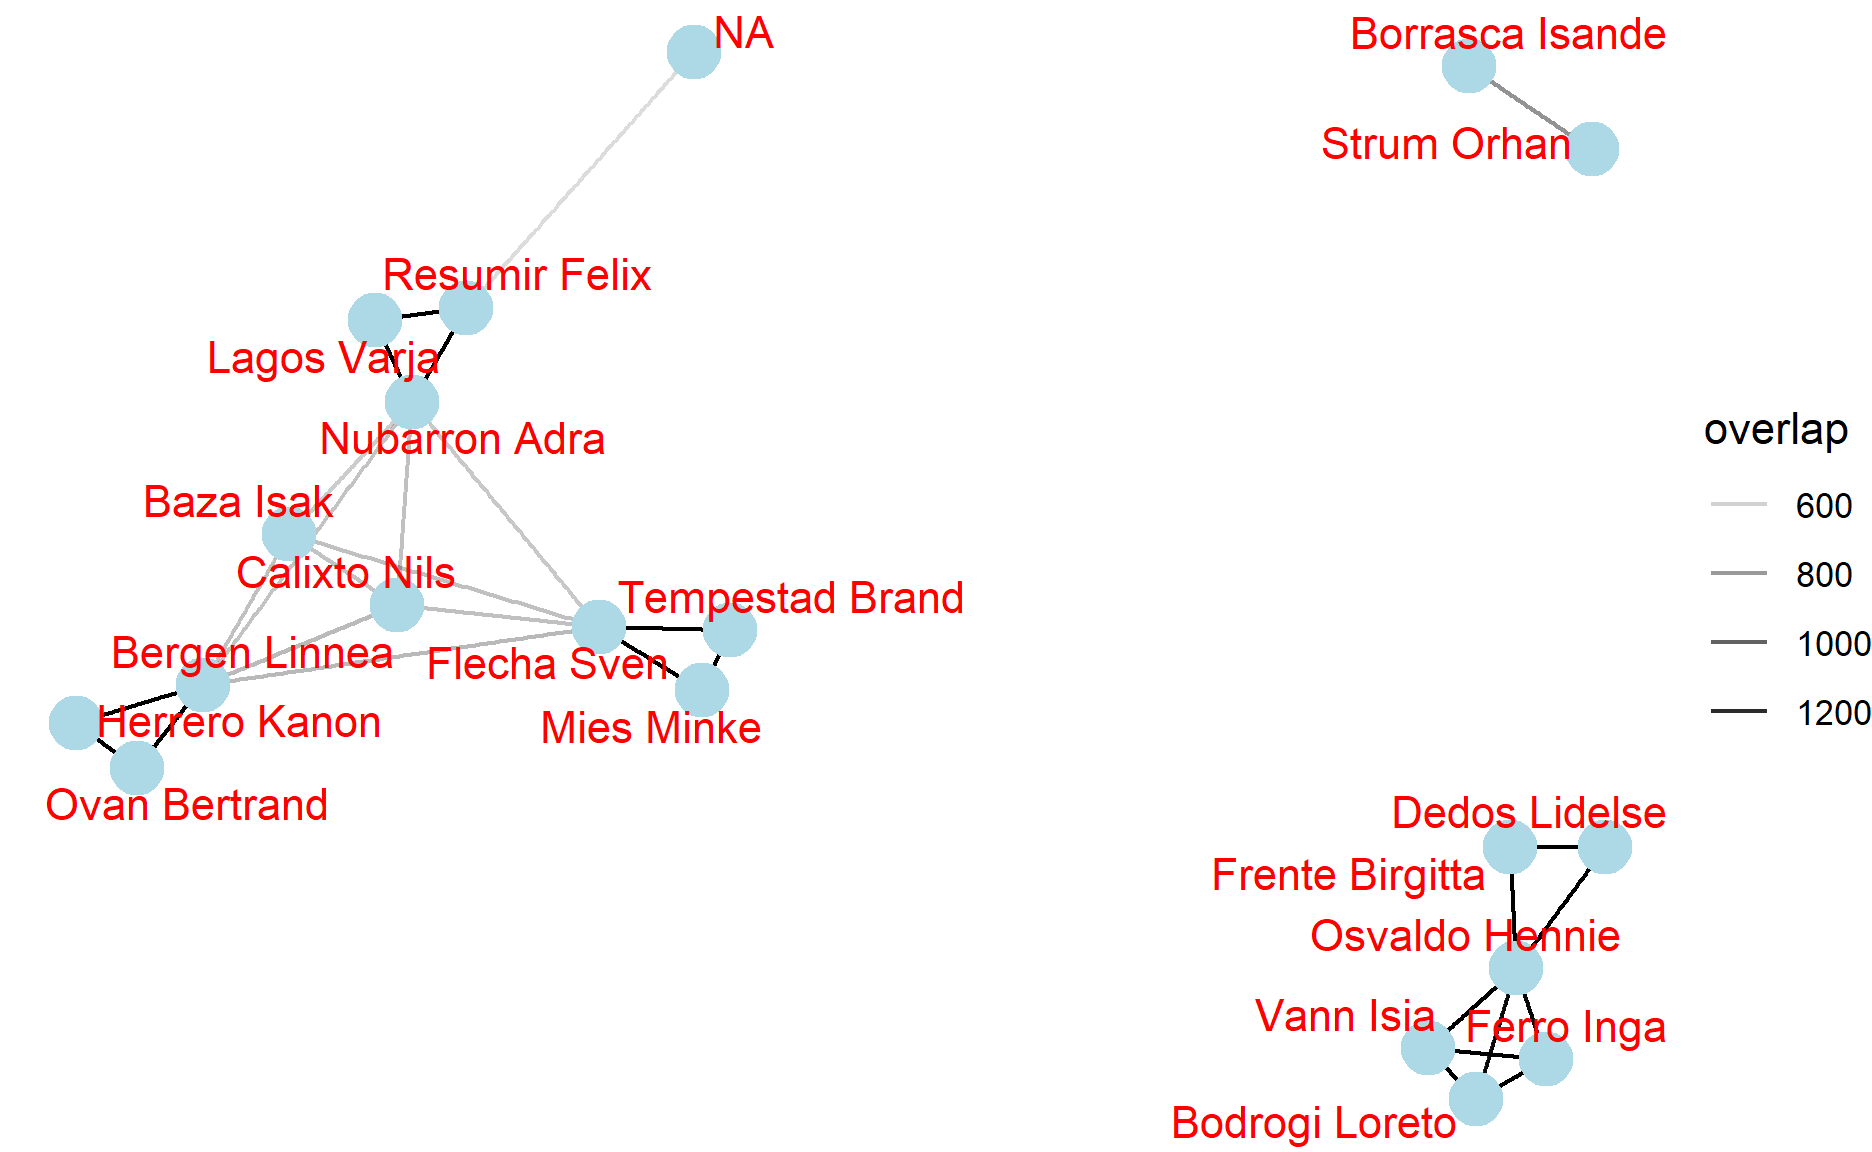 NA
Borrasca Isande
Strum Orhan
Resumir Felix
Lagos Varja
Nubarron Adra
Baza Isak
Calixto Nils
Tempestad Brand
Bergen Linnea
Flecha Sven
Herrero Kanon
Mies Minke
Ovan Bertrand
overlap
600
800
1000
1200
Dedos Lidelse
Frente Birgitta
Osvaldo Hennie
Vann Isia
Ferro Inga
Bodrogi Loreto